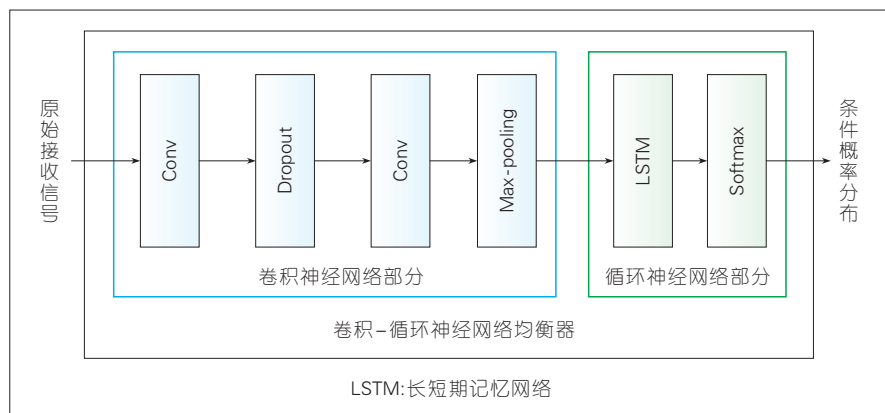 原始接收信号
Conv
Dropout
Conv
Max-pooling
LSTM
Softmax
条件概率分布
卷积神经网络部分
循环神经网络部分
卷积–循环神经网络均衡器
LSTM:长短期记忆网络